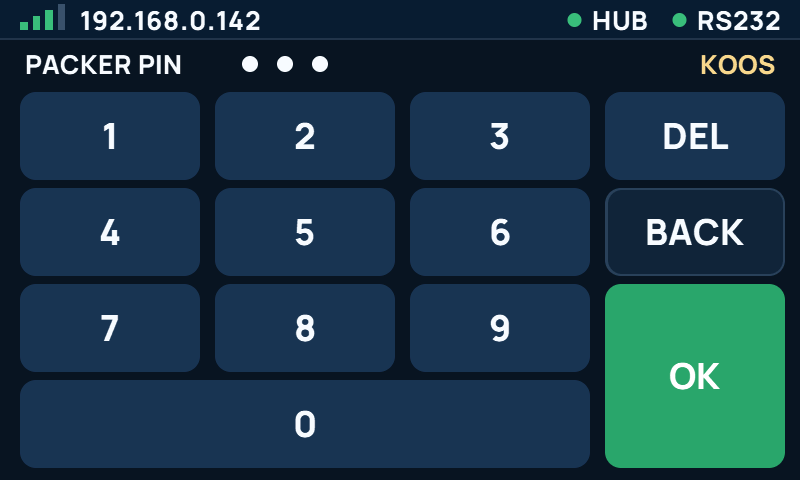 192.168.0.142 HUB RS232
PACKER PIN KOOS
1 2 3 DEL
4 5 6 BACK
7 8 9
OK
0